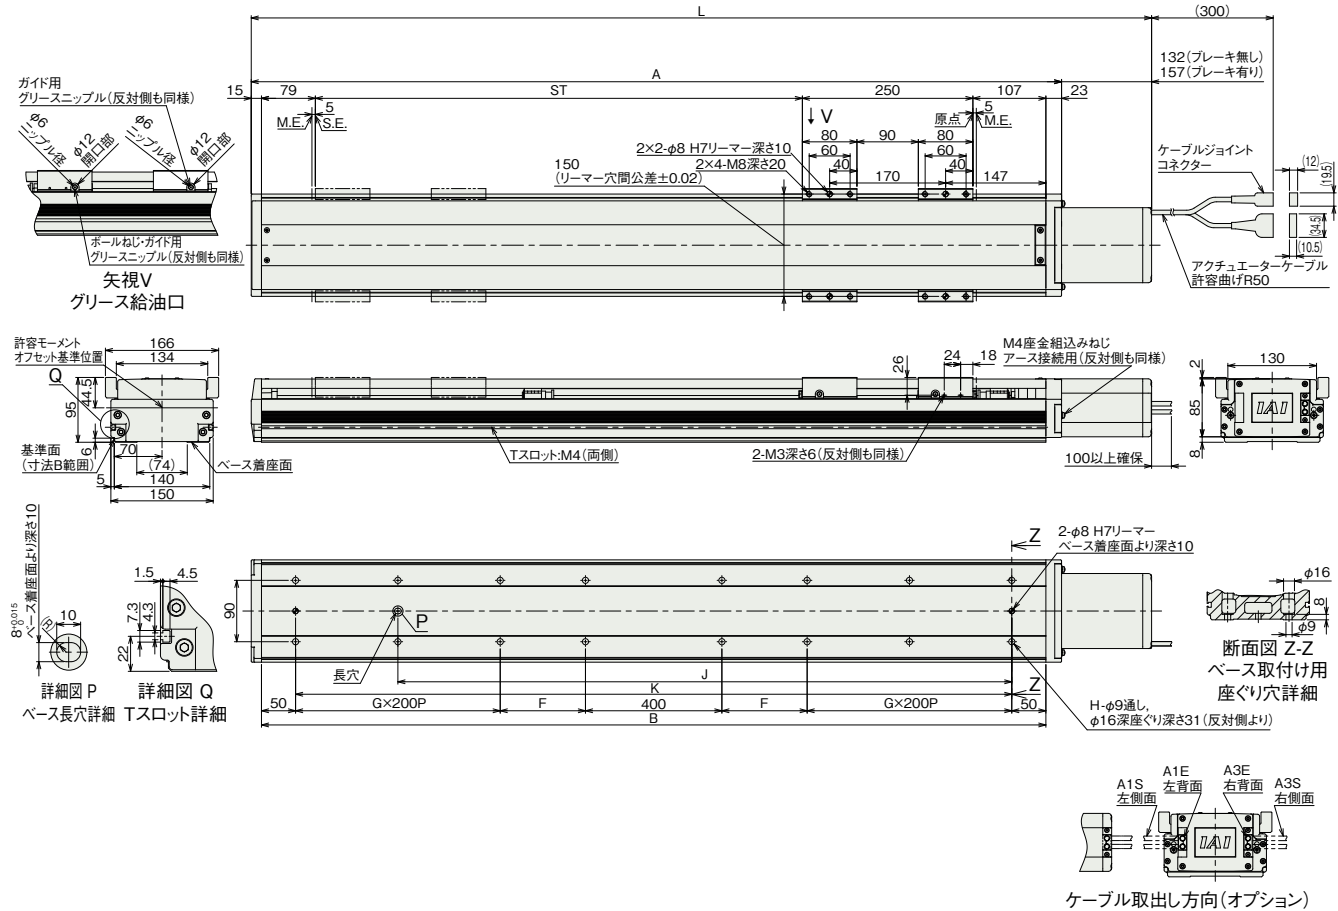 L
(300)
A
132(ブレーキ無し)
157(ブレーキ有り)
15
79
ST
250
107
23
5
M.E.
S.E.
V
原点
5
M.E.
80
90
80
60
60
40
40
170
147
2×2-φ8 H7リーマー深さ10
2×4-M8深さ20
150
(リーマー穴間公差±0.02)
ケーブルジョイント
コネクター
(12)
(19.5)
(34.5)
(10.5)
アクチュエーターケーブル
許容曲げR50
ガイド用
グリースニップル(反対側も同様)
φ6
ニップル径
φ12
開口部
φ6
ニップル径
φ12
開口部
ボールねじ・ガイド用
グリースニップル(反対側も同様)
矢視V
グリース給油口
許容モーメント
オフセット基準位置
166
134
Q
95
44.5
6
基準面
(寸法B範囲)
70
(74)
ベース着座面
5
140
150
26
24
18
M4座金組込みねじ
アース接続用(反対側も同様)
Tスロット:M4(両側)
2-M3深さ6(反対側も同様)
100以上確保
130
2
85
8
IAI
8+0.015 0
ベース着座面より深さ10
R
10
詳細図 P
ベース長穴詳細
1.5
4.5
7.3
4.3
22
詳細図 Q
Tスロット詳細
90
P
長穴
Z
2-φ8 H7リーマー
ベース着座面より深さ10
J
K
Z
50
G×200P
F
400
F
G×200P
50
B
H-φ9通し,
φ16深座ぐり深さ31(反対側より)
φ16
8
φ9
断面図 Z-Z
ベース取付け用
座ぐり穴詳細
A1S
左側面
A1E
左背面
A3E
右背面
A3S
右側面
IAI
ケーブル取出し方向(オプション)